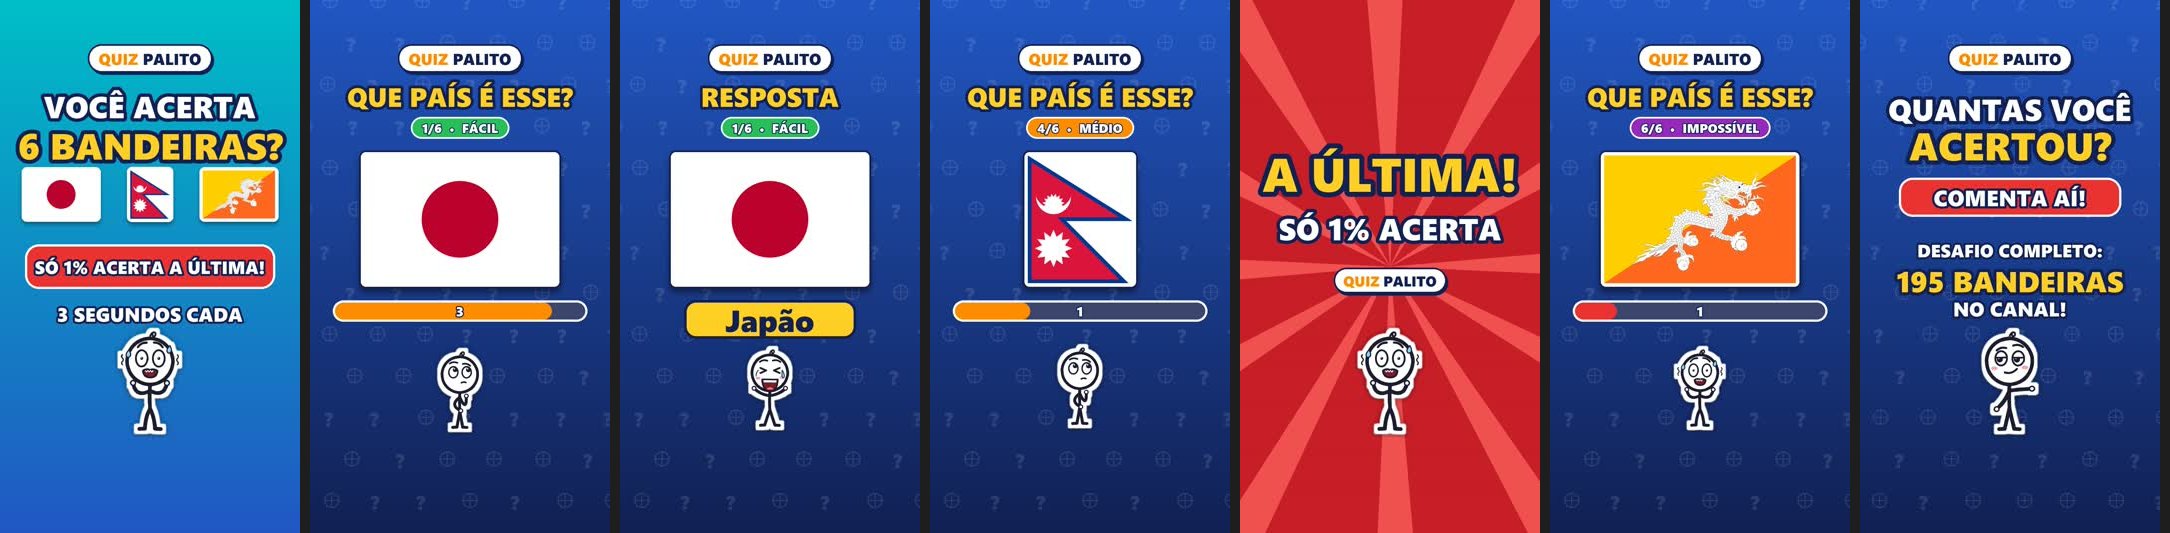 QUIZ PALITO
VOCÊ ACERTA
6 BANDEIRAS?
SÓ 1% ACERTA A ÚLTIMA!
3 SEGUNDOS CADA
QUIZ PALITO
QUE PAÍS É ESSE?
1/6 • FÁCIL
3
QUIZ PALITO
RESPOSTA
1/6 • FÁCIL
Japão
QUIZ PALITO
QUE PAÍS É ESSE?
4/6 • MÉDIO
1
A ÚLTIMA!
SÓ 1% ACERTA
QUIZ PALITO
QUIZ PALITO
QUE PAÍS É ESSE?
6/6 • IMPOSSÍVEL
1
QUIZ PALITO
QUANTAS VOCÊ
ACERTOU?
COMENTA AÍ!
DESAFIO COMPLETO:
195 BANDEIRAS
NO CANAL!